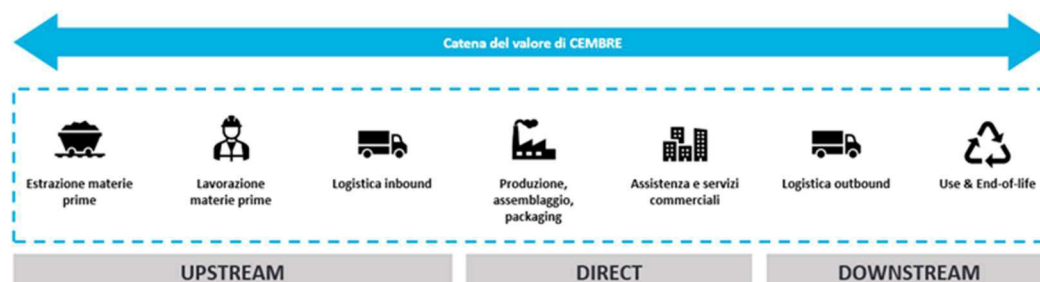 Catena del valore di CEMBRE
Estrazione materie
prime
Lavorazione
materie prime
Logistica inbound
Produzione,
assemblaggio,
packaging
Assistenza e servizi
commerciali
Logistica outbound
Use & End-of-life
UPSTREAM
DIRECT
DOWNSTREAM